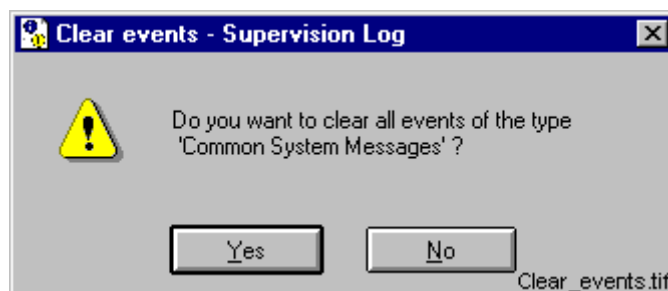 Clear events - Supervision Log
Do you want to clear all events of the type
'Common System Messages' ?
Yes
No
Clear_events.tif